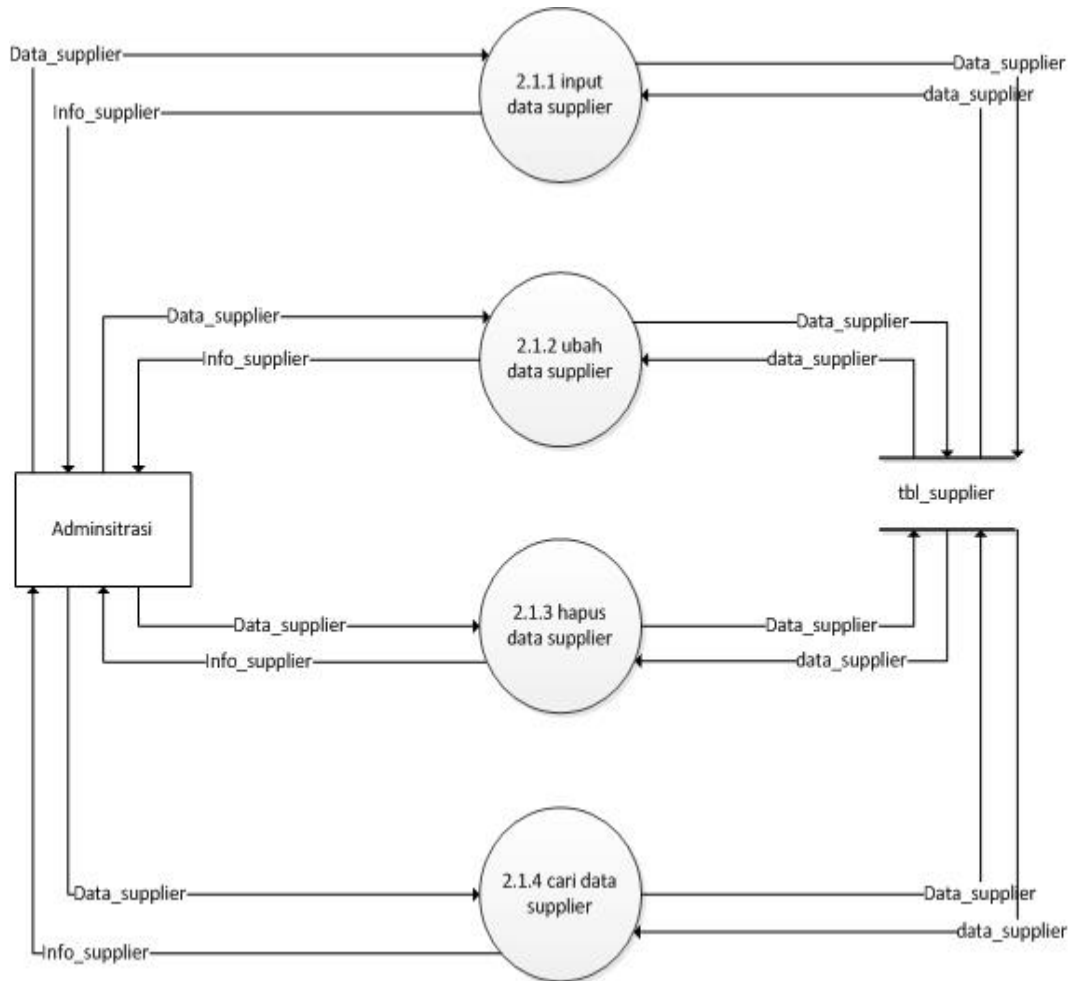 Data_supplier
Info_supplier
2.1.1 input
data supplier
Data_supplier
data_supplier
Data_supplier
Info_supplier
2.1.2 ubah
data supplier
Data_supplier
data_supplier
Adminsitrasi
tbl_supplier
Data_supplier
Info_supplier
2.1.3 hapus
data supplier
Data_supplier
data_supplier
Data_supplier
Info_supplier
2.1.4 cari data
supplier
Data_supplier
data_supplier